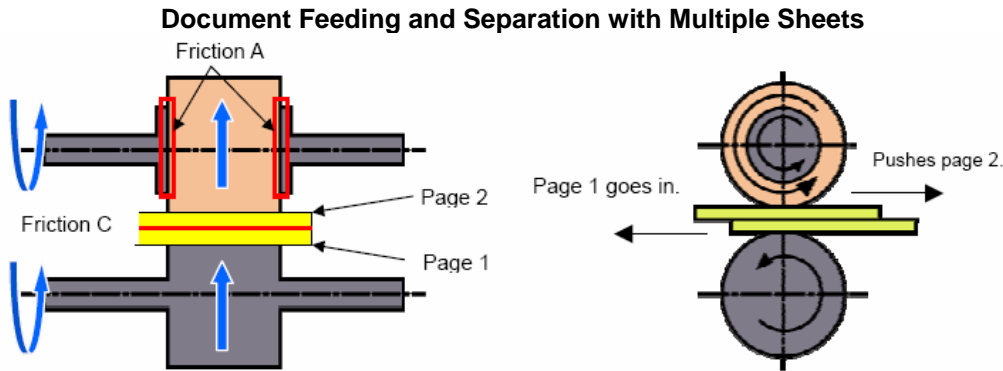 Document Feeding and Separation with Multiple Sheets
Friction A
Page 2
Friction C
Page 1
Pushes page 2.
Page 1 goes in.